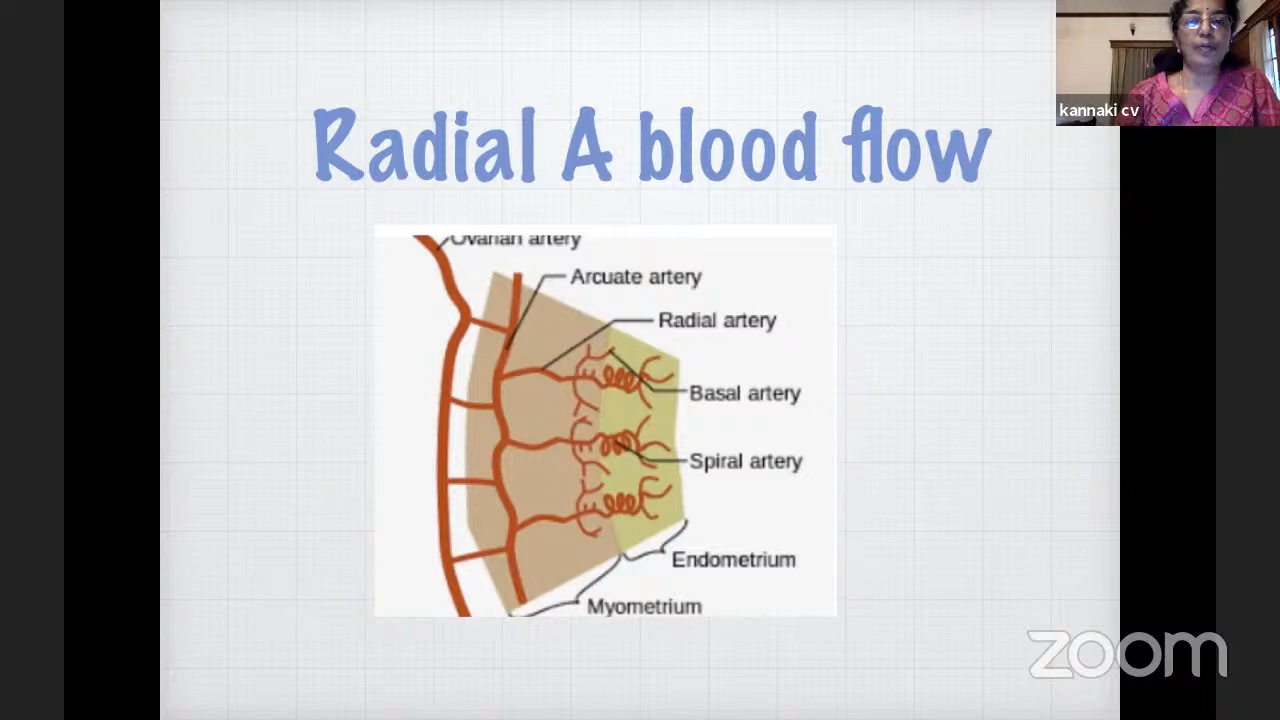 Radial A blood flow
kannaki cv
Ovarian artery
Arcuate artery
Radial artery
Basal artery
Spiral artery
Endometrium
Myometrium
zoom